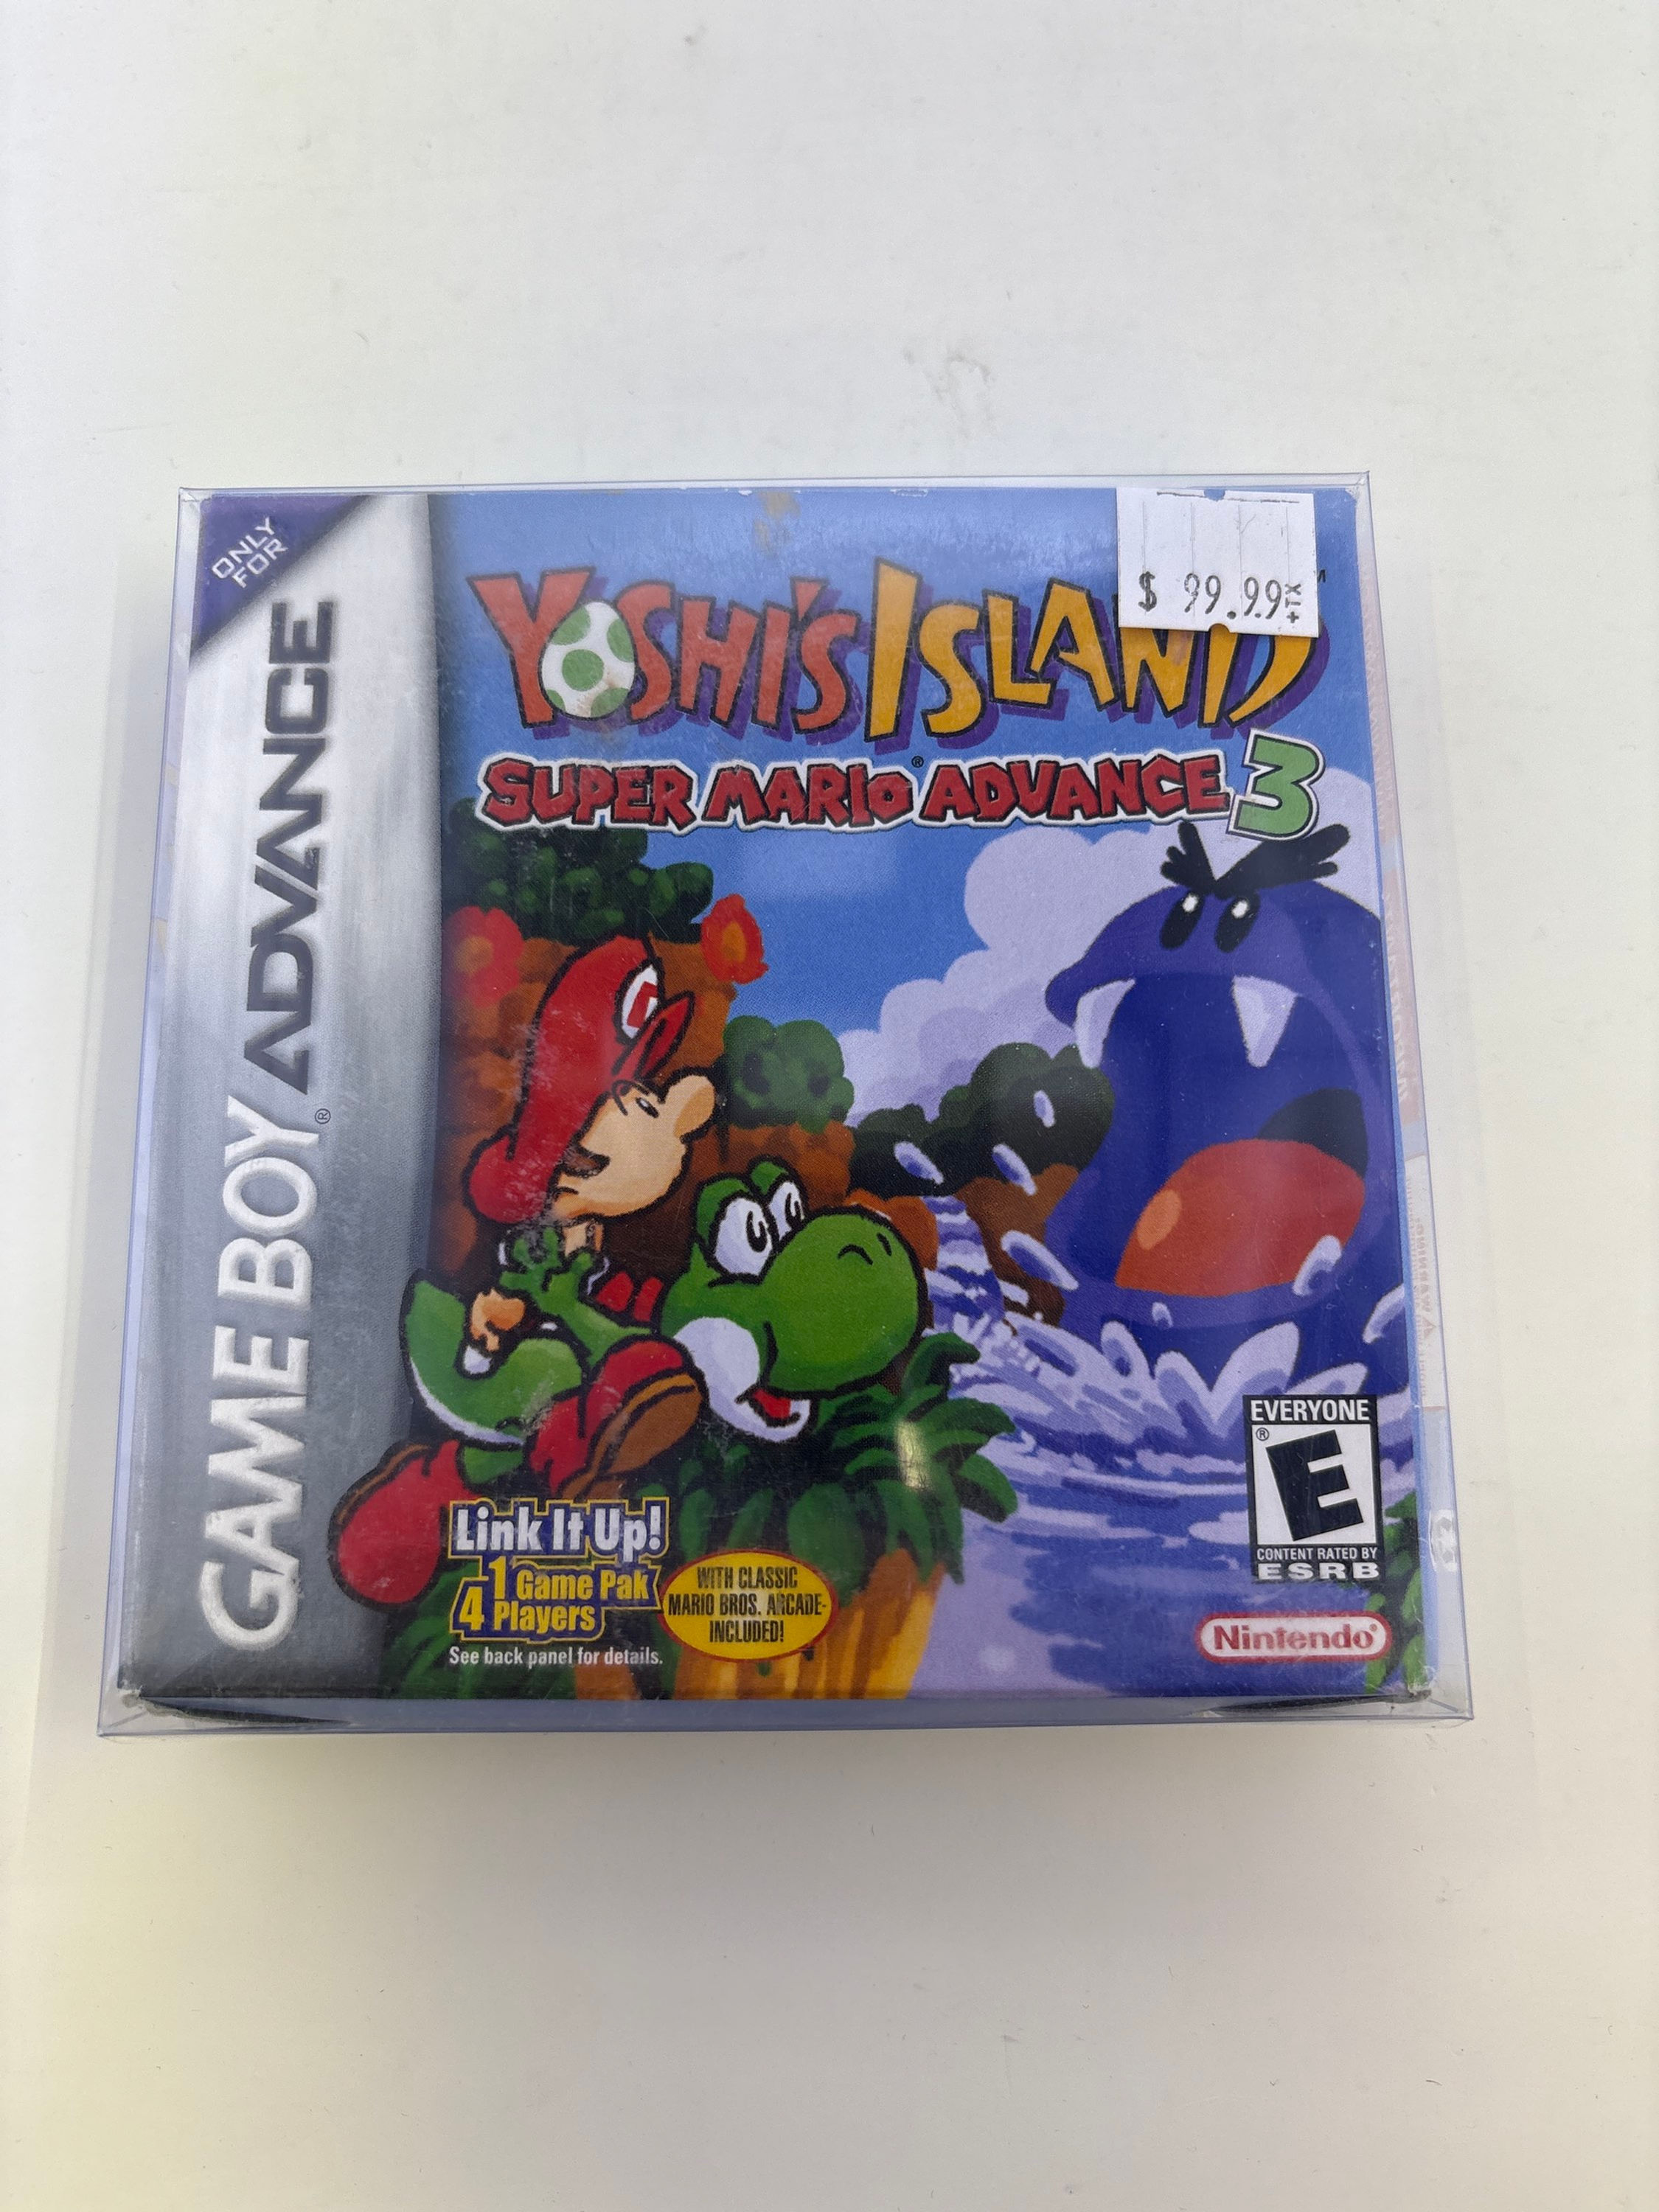 ONLY
FOR
GAME BOY ADVANCE®
$ 99.99 +TX
YOSHI'S ISLAND
SUPER MARIO® ADVANCE 3
M
Link It Up!
1 Game Pak
4 Players
See back panel for details.
WITH CLASSIC
MARIO BROS. ARCADE-
INCLUDED!
EVERYONE
®
E
CONTENT RATED BY
ESRB
Nintendo®